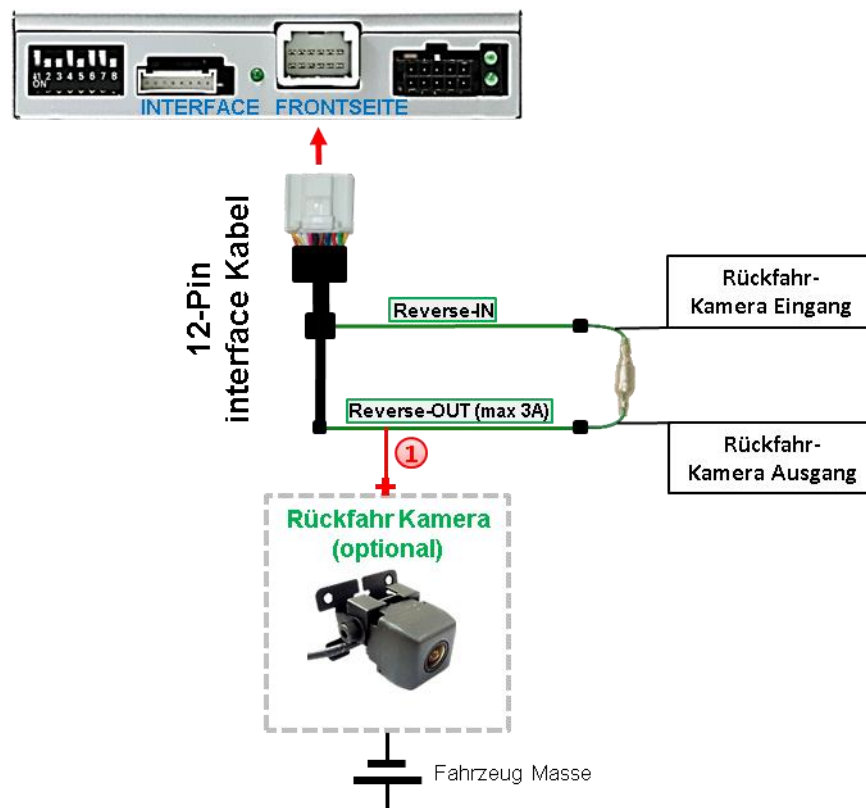 1 2 3 4 5 6 7 8
ON
INTERFACE FRONTSEITE
12-Pin
interface Kabel
Reverse-IN
Rückfahr-
Kamera Eingang
Reverse-OUT (max 3A)
1
Rückfahr-
Kamera Ausgang
Rückfahr Kamera
(optional)
Fahrzeug Masse